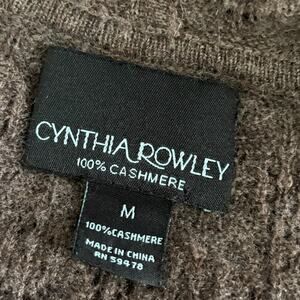 CYNTHIA ROWLEY
100% CASHMERE
M
100%CASHMERE
MADE IN CHINA
RN 59478